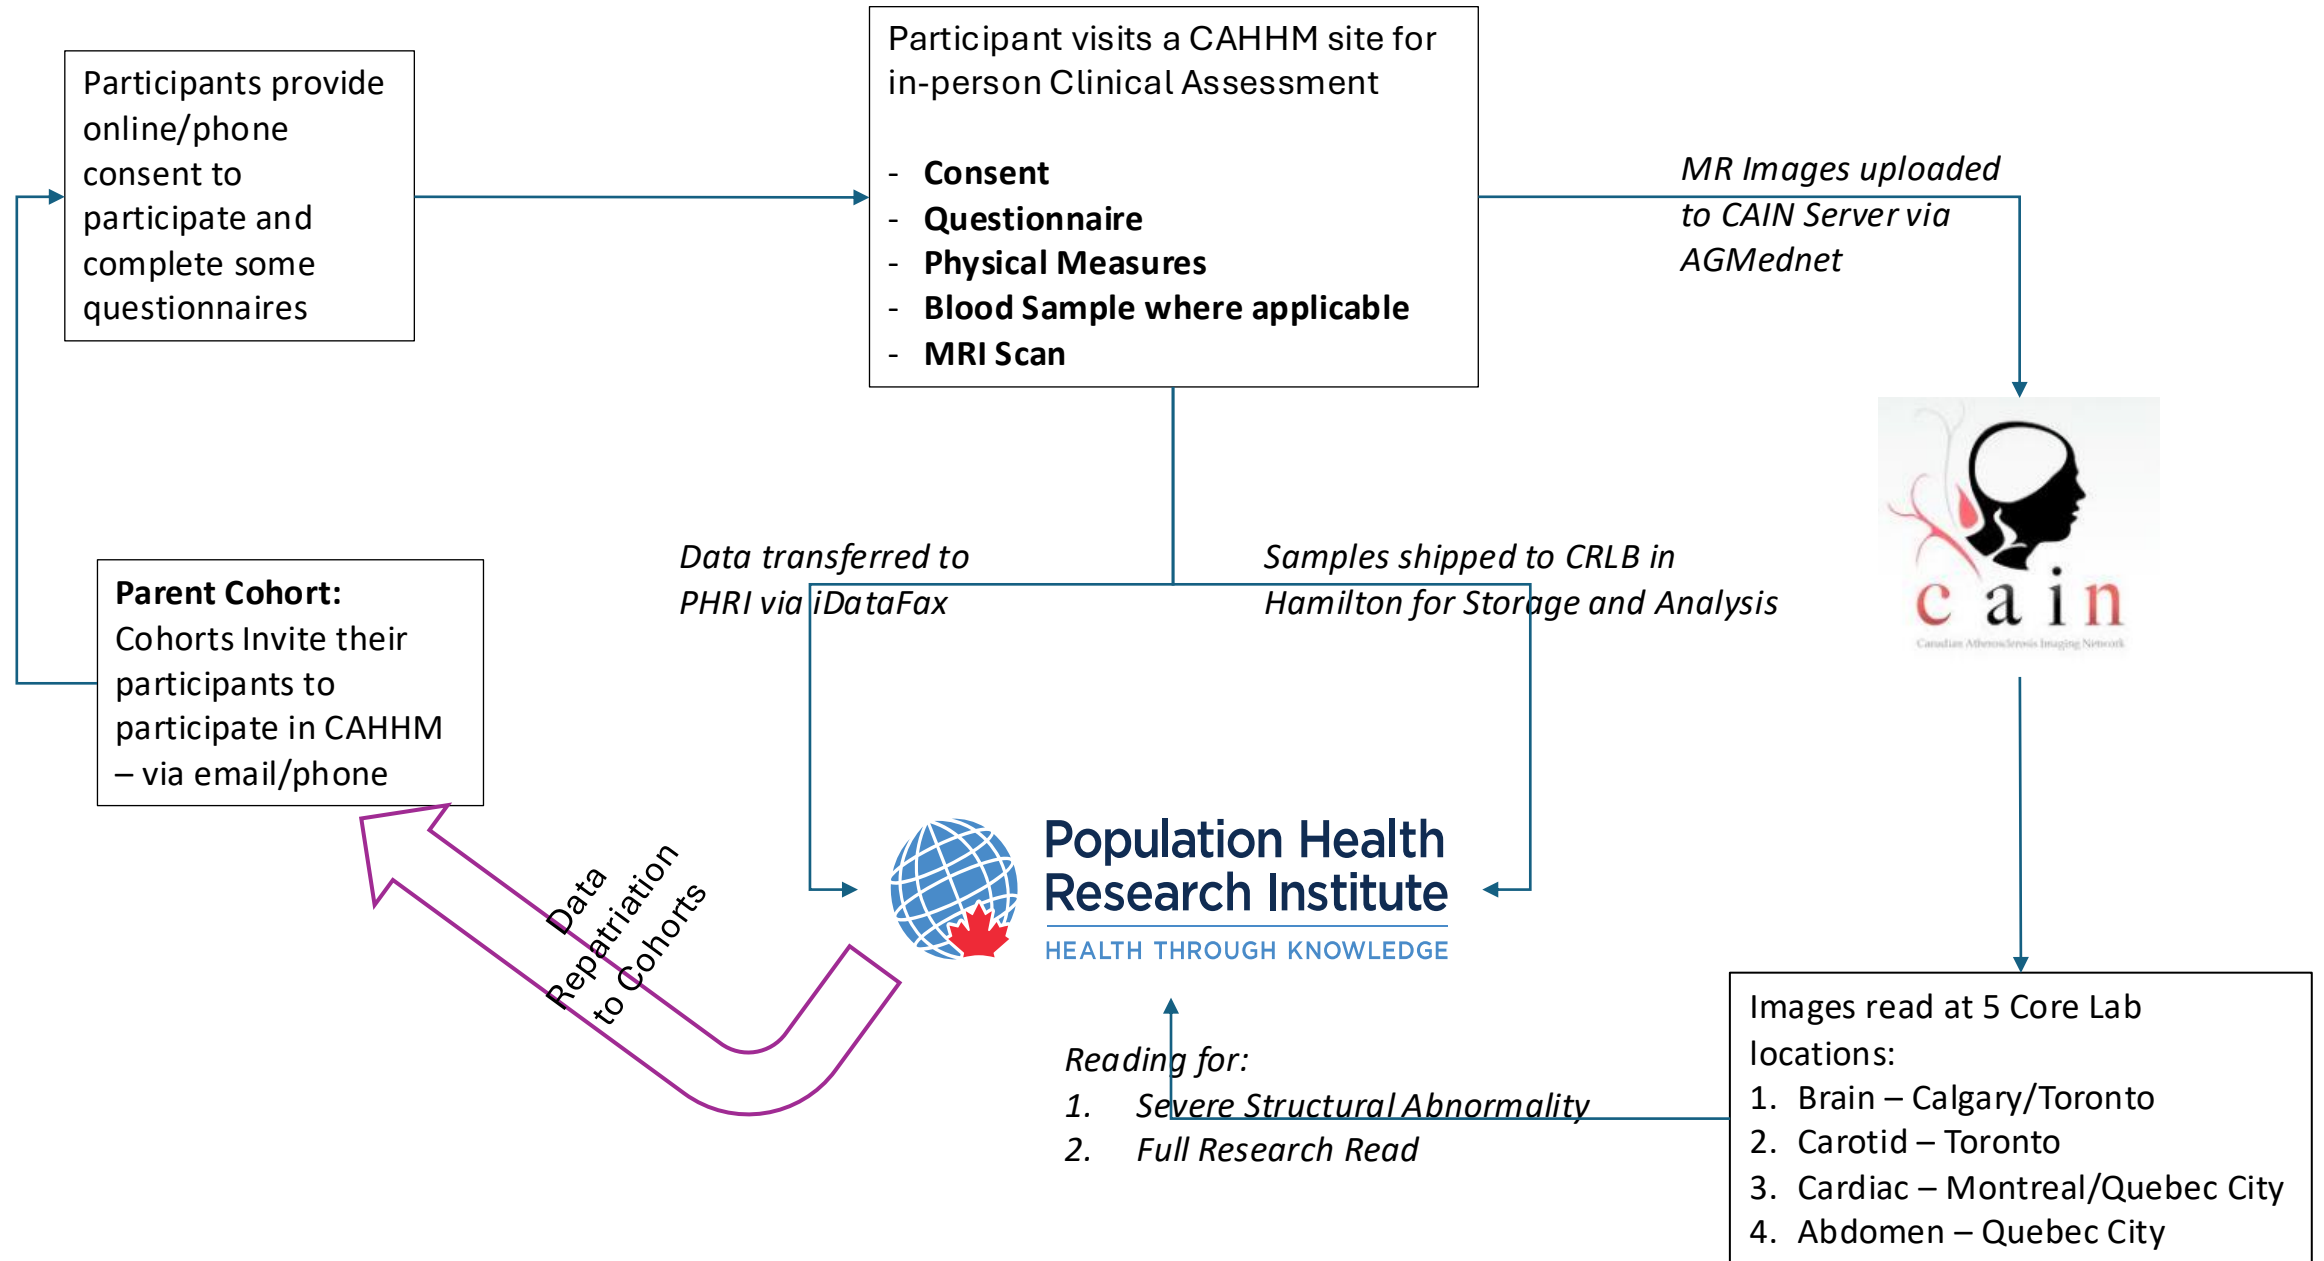 Participants provide
online/phone
consent to
participate and
complete some
questionnaires
Participant visits a CAHHM site for
in-person Clinical Assessment
- Consent
- Questionnaire
- Physical Measures
- Blood Sample where applicable
- MRI Scan
MR Images uploaded
to CAIN Server via
AGMednet
cain
Canadian Atherosclerosis Imaging Network
Data transferred to
PHRI via iDataFax
Samples shipped to CRLB in
Hamilton for Storage and Analysis
Parent Cohort:
Cohorts Invite their
participants to
participate in CAHHM
– via email/phone
Data
Repatriation
to Cohorts
Population Health
Research Institute
HEALTH THROUGH KNOWLEDGE
Reading for:
1. Severe Structural Abnormality
2. Full Research Read
Images read at 5 Core Lab
locations:
1. Brain – Calgary/Toronto
2. Carotid – Toronto
3. Cardiac – Montreal/Quebec City
4. Abdomen – Quebec City